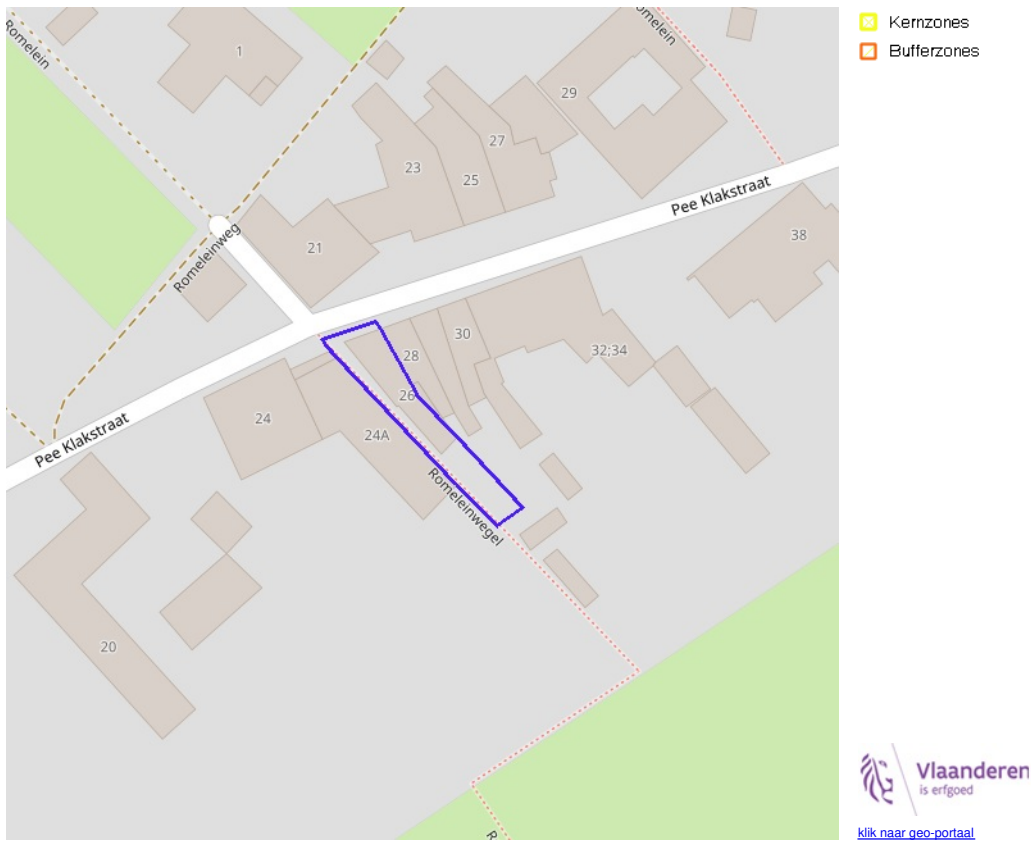 Romelein
1
Romelein
Kernzones
Bufferzones
29
27
23
25
Pee Klakstraat
Romeleinweg
21
38
28
30
32;34
26
24
24A
Pee Klakstraat
Romeleinwegel
20
Vlaanderen
is erfgoed
klik naar geo-portaal
R